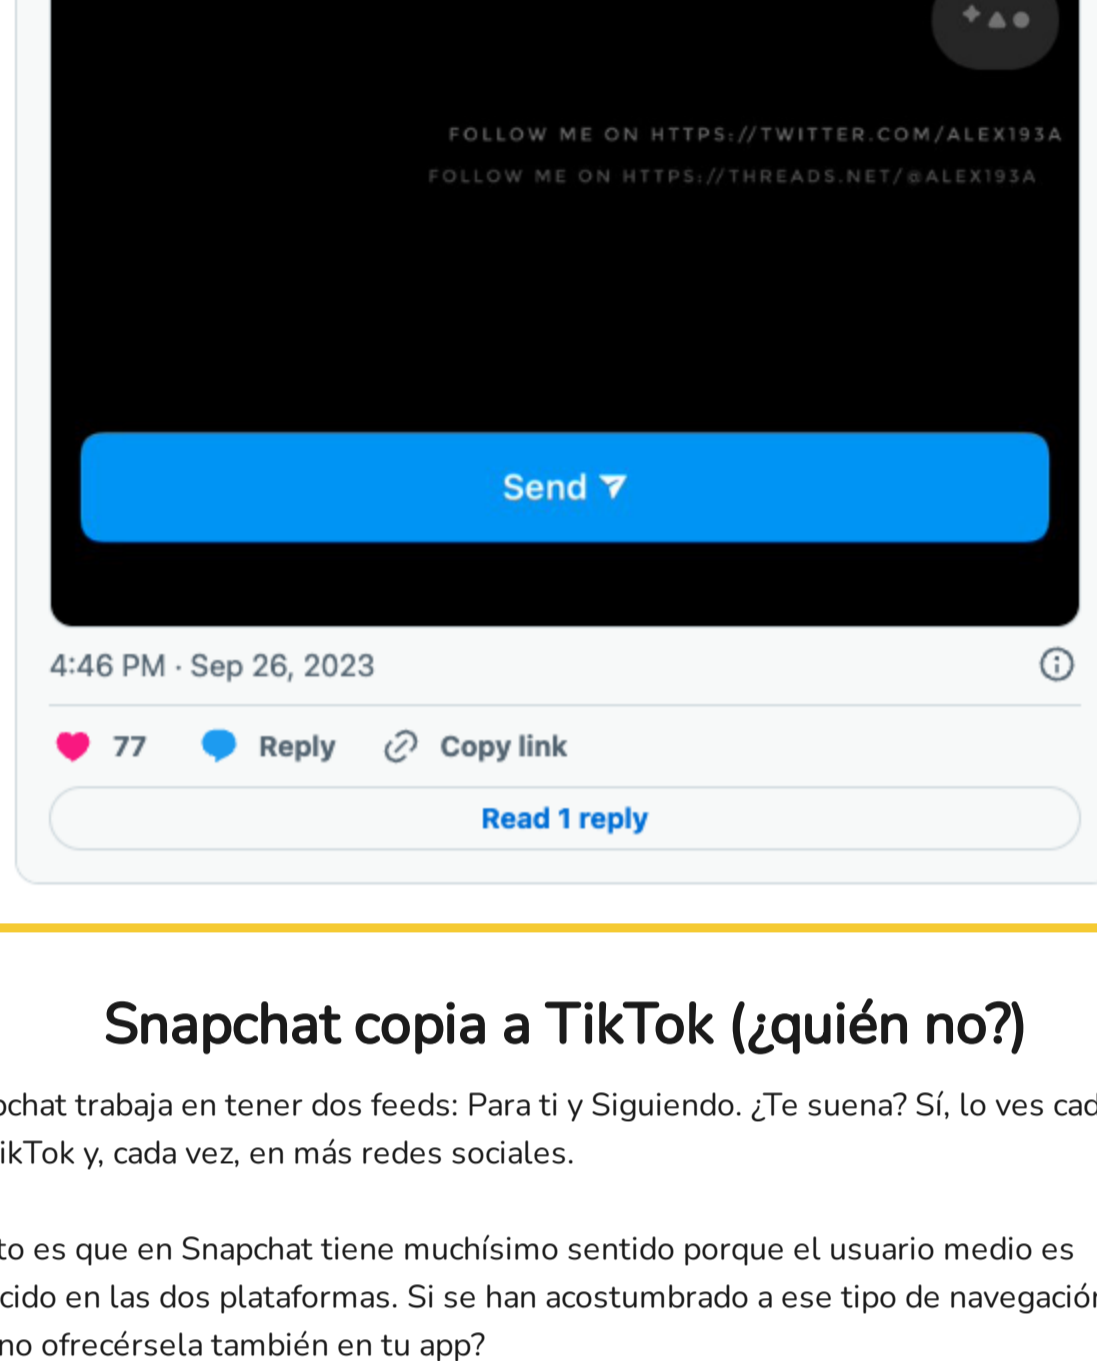 FOLLOW ME ON HTTPS://TWITTER.COM/ALEX193A
FOLLOW ME ON HTTPS://THREADS.NET/@ALEX193A
Send
4:46 PM · Sep 26, 2023
77 Reply Copy link
Read 1 reply
Snapchat copia a TikTok (¿quién no?)
pchat trabaja en tener dos feeds: Para ti y Siguiendo. ¿Te suena? Sí, lo ves cad
ikTok y, cada vez, en más redes sociales.
to es que en Snapchat tiene muchísimo sentido porque el usuario medio es
cido en las dos plataformas. Si se han acostumbrado a ese tipo de navegación
no ofrecérsela también en tu app?